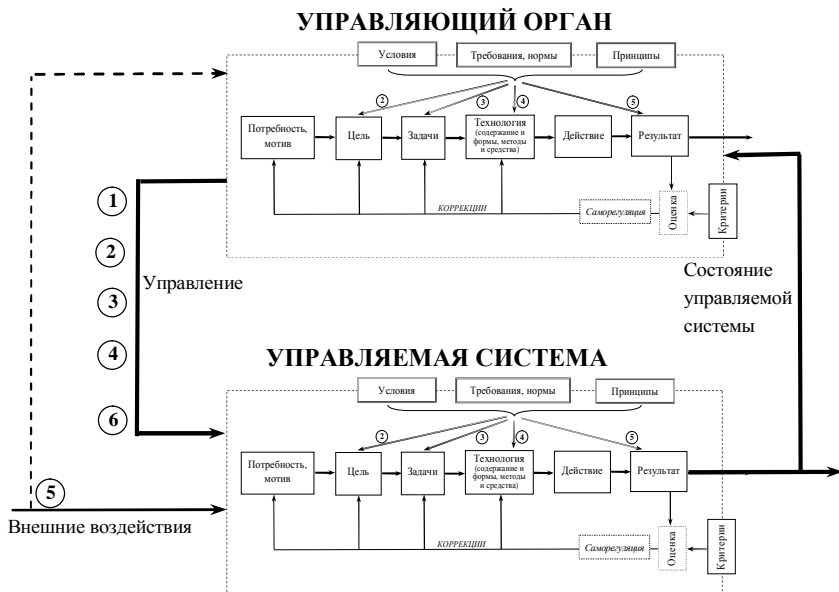 УПРАВЛЯЮЩИЙ ОРГАН
Условия
Требования, нормы
Принципы
2
3
4
5
Потребность,
мотив
Цель
Задачи
Технология
(содержание и
формы, методы
и средства)
Действие
Результат
КОРРЕКЦИИ
Саморегуляция
Оценка
Критерии
1
2
3
4
6
Управление
Состояние
управляемой
системы
УПРАВЛЯЕМАЯ СИСТЕМА
Условия
Требования, нормы
Принципы
2
3
4
5
Потребность,
мотив
Цель
Задачи
Технология
(содержание и
формы, методы
и средства)
Действие
Результат
КОРРЕКЦИИ
Саморегуляция
Оценка
Критерии
5
Внешние воздействия